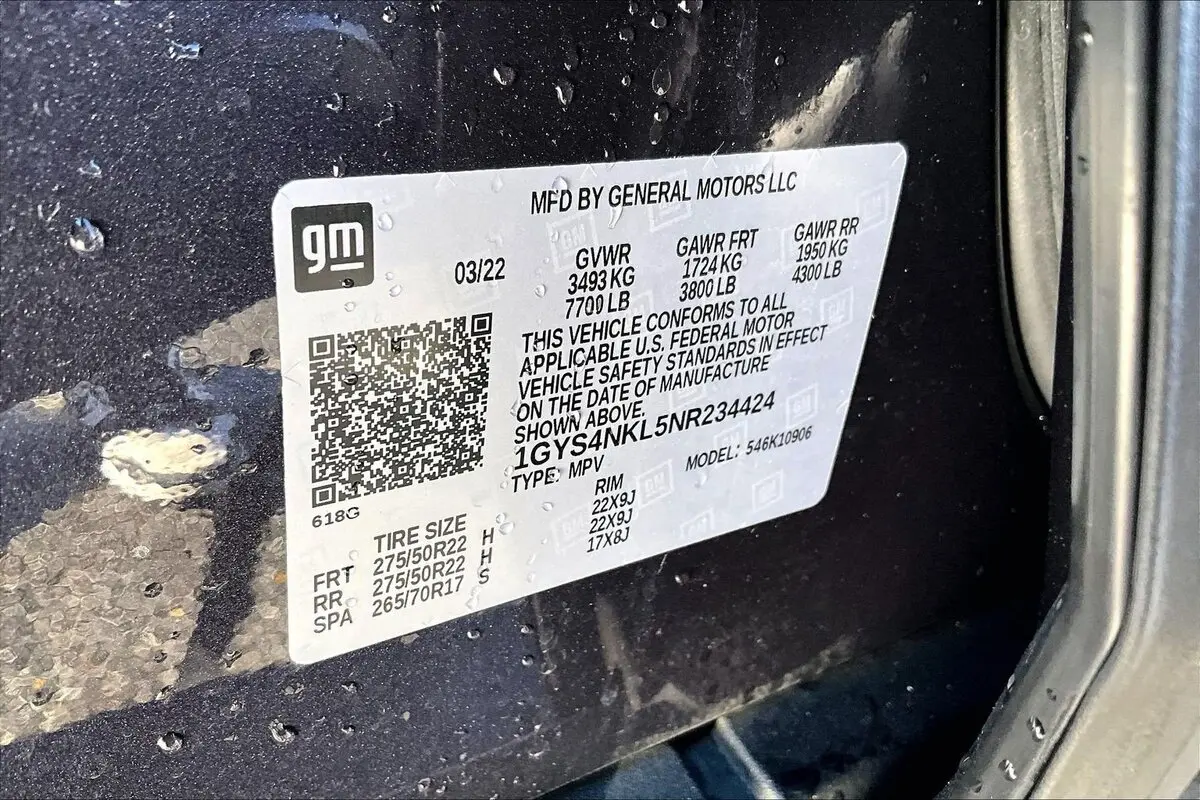 gm
MFD BY GENERAL MOTORS LLC
03/22
GVWR GAWR FRT GAWR RR
3493 KG 1724 KG 1950 KG
7700 LB 3800 LB 4300 LB
THIS VEHICLE CONFORMS TO ALL
APPLICABLE U.S. FEDERAL MOTOR
VEHICLE SAFETY STANDARDS IN EFFECT
ON THE DATE OF MANUFACTURE
SHOWN ABOVE.
1GYS4NKL5NR234424
TYPE: MPV MODEL: 546K10906
618G
TIRE SIZE RIM
FRT 275/50R22 H 22X9J
RR 275/50R22 H 22X9J
SPA 265/70R17 S 17X8J